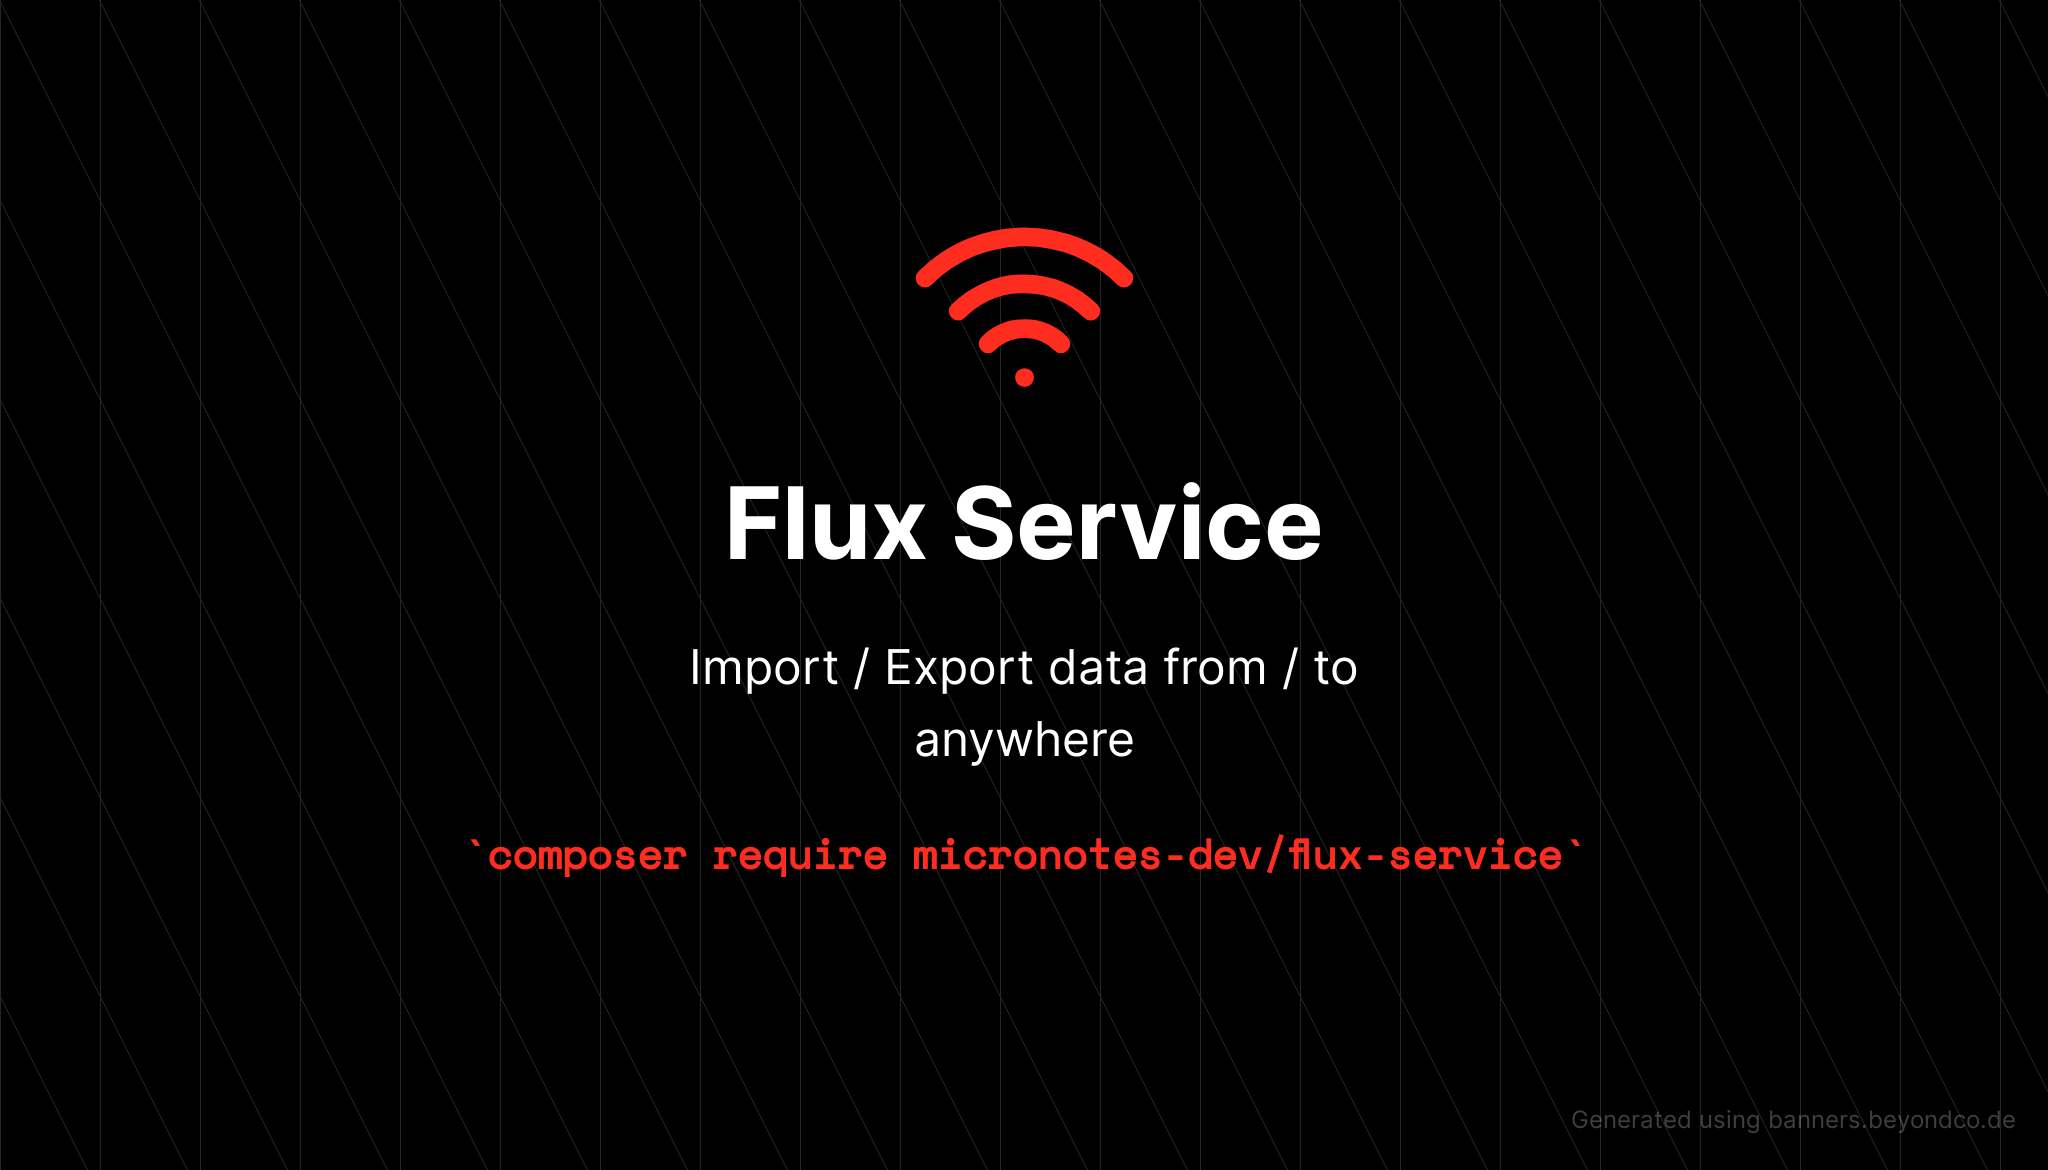 Flux Service
Import / Export data from / to
anywhere
`composer require micronotes-dev/flux-service`
Generated using banners.beyondco.de